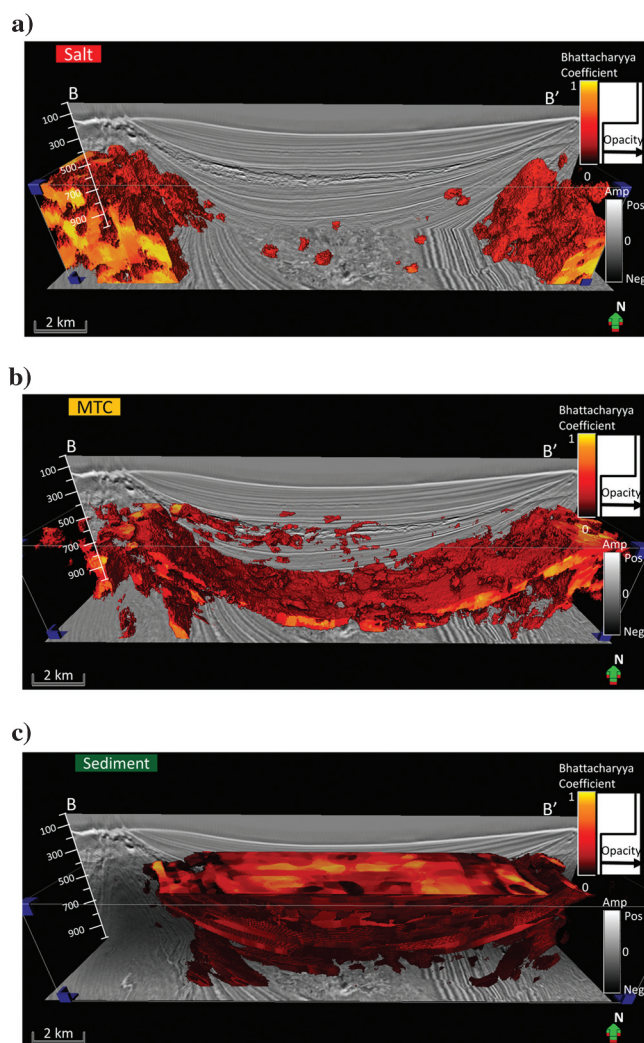 a)
Salt
B
B’
100
300
500
700
900
Bhattacharyya
Coefficient
1
0
Opacity
Amp
Pos
0
Neg
N
2 km
b)
MTC
B
B’
100
300
500
700
900
Bhattacharyya
Coefficient
1
0
Opacity
Amp
Pos
0
Neg
N
2 km
c)
Sediment
B
B’
100
300
500
700
900
Bhattacharyya
Coefficient
1
0
Opacity
Amp
Pos
0
Neg
N
2 km